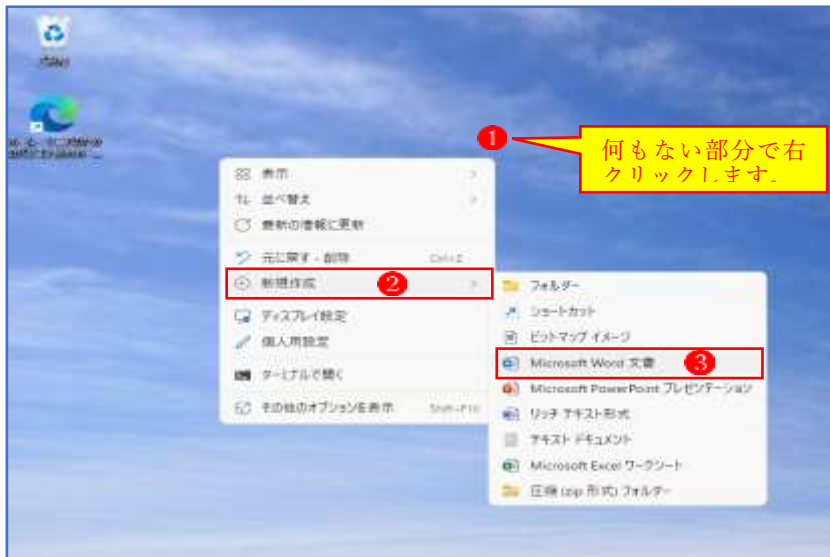 1
何もない部分で右
クリックします。
表示
並べ替え
最新の情報に更新
元に戻す - 削除 Ctrl+Z
新規作成 2
ディスプレイ設定
個人用設定
ターミナルで開く
その他のオプションを表示 Shift+F10
フォルダー
ショートカット
ビットマップ イメージ
Microsoft Word 文書 3
Microsoft PowerPoint プレゼンテーション
リッチ テキスト形式
テキスト ドキュメント
Microsoft Excel ワークシート
圧縮 (zip 形式) フォルダー